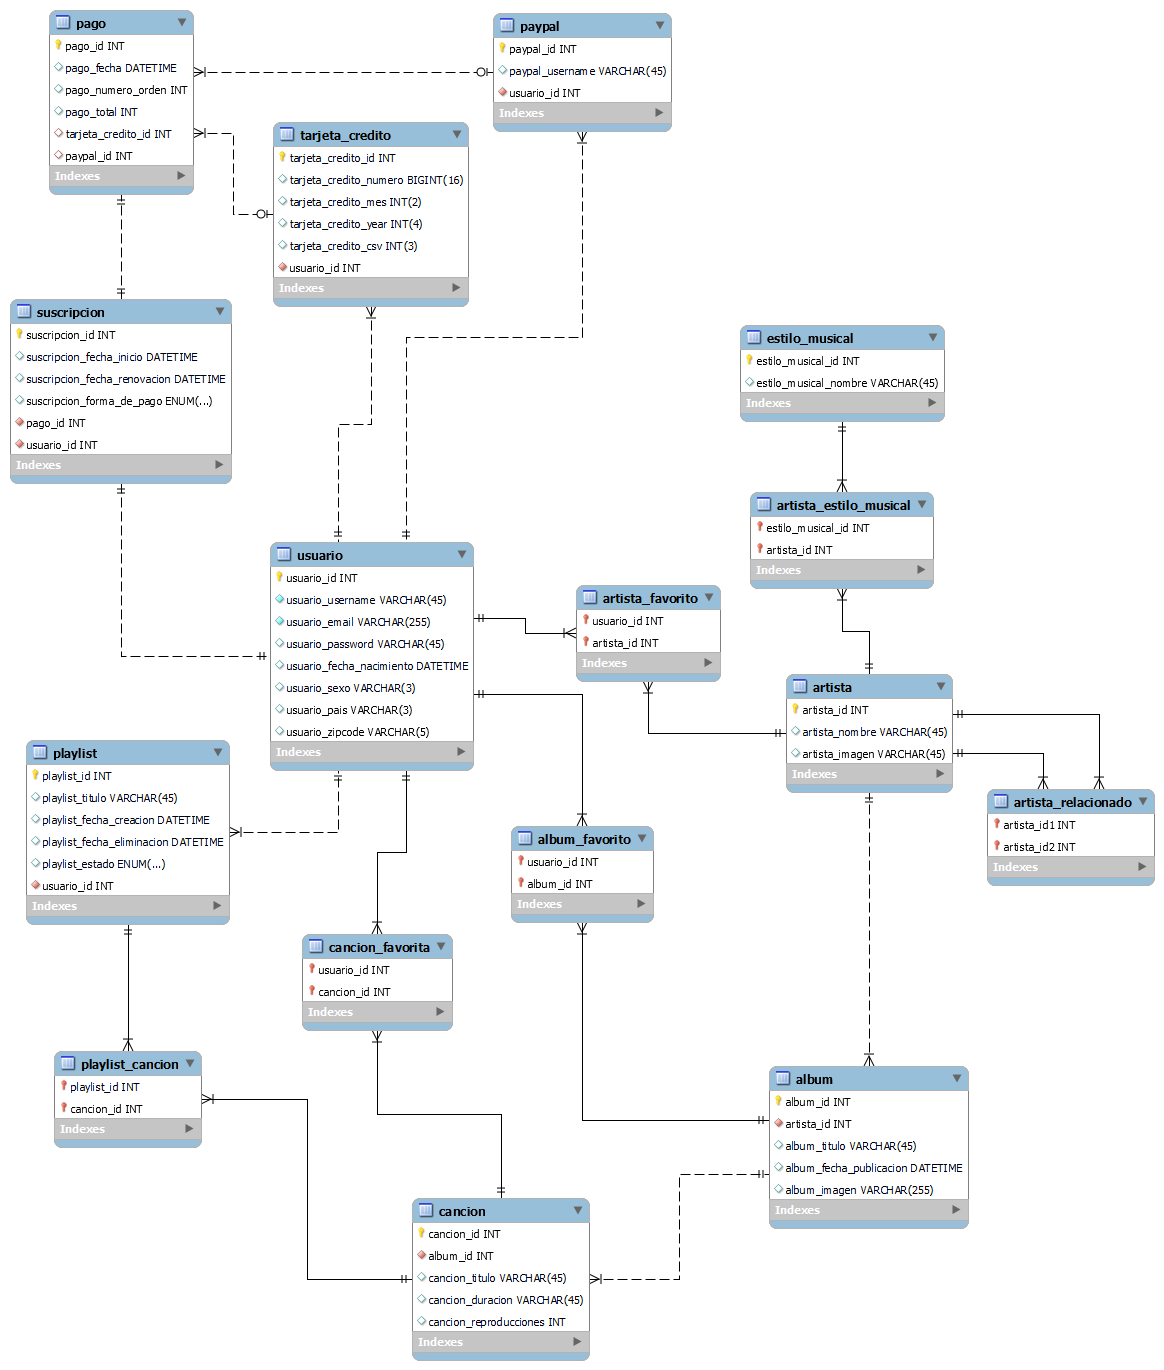 pago
pago_id INT
pago_fecha DATETIME
pago_numero_orden INT
pago_total INT
tarjeta_credito_id INT
paypal_id INT
Indexes
paypal
paypal_id INT
paypal_username VARCHAR(45)
usuario_id INT
Indexes
tarjeta_credito
tarjeta_credito_id INT
tarjeta_credito_numero BIGINT(16)
tarjeta_credito_mes INT(2)
tarjeta_credito_year INT(4)
tarjeta_credito_csv INT(3)
usuario_id INT
Indexes
suscripcion
suscripcion_id INT
suscripcion_fecha_inicio DATETIME
suscripcion_fecha_renovacion DATETIME
suscripcion_forma_de_pago ENUM(...)
pago_id INT
usuario_id INT
Indexes
estilo_musical
estilo_musical_id INT
estilo_musical_nombre VARCHAR(45)
Indexes
artista_estilo_musical
estilo_musical_id INT
artista_id INT
Indexes
usuario
usuario_id INT
usuario_username VARCHAR(45)
usuario_email VARCHAR(255)
usuario_password VARCHAR(45)
usuario_fecha_nacimiento DATETIME
usuario_sexo VARCHAR(3)
usuario_pais VARCHAR(3)
usuario_zipcode VARCHAR(5)
Indexes
artista_favorito
usuario_id INT
artista_id INT
Indexes
artista
artista_id INT
artista_nombre VARCHAR(45)
artista_imagen VARCHAR(45)
Indexes
playlist
playlist_id INT
playlist_titulo VARCHAR(45)
playlist_fecha_creacion DATETIME
playlist_fecha_eliminacion DATETIME
playlist_estado ENUM(...)
usuario_id INT
Indexes
artista_relacionado
artista_id1 INT
artista_id2 INT
Indexes
album_favorito
usuario_id INT
album_id INT
Indexes
cancion_favorita
usuario_id INT
cancion_id INT
Indexes
playlist_cancion
playlist_id INT
cancion_id INT
Indexes
album
album_id INT
artista_id INT
album_titulo VARCHAR(45)
album_fecha_publicacion DATETIME
album_imagen VARCHAR(255)
Indexes
cancion
cancion_id INT
album_id INT
cancion_titulo VARCHAR(45)
cancion_duracion VARCHAR(45)
cancion_reproducciones INT
Indexes